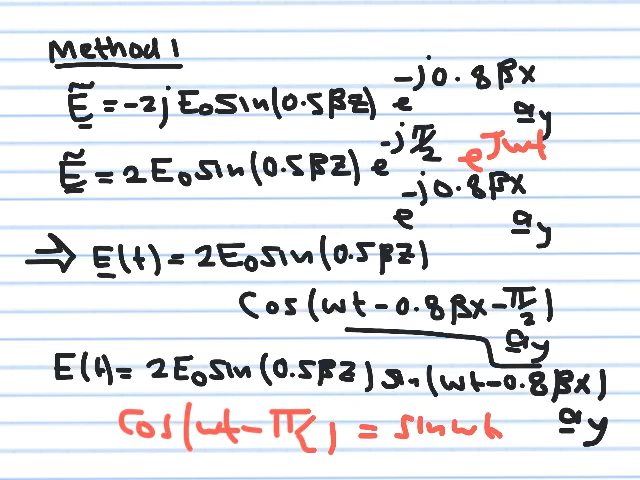 Method 1
Ẽ = -2j E₀ sin(0.5βz) e^(-j0.8βx) a_y
Ẽ = 2E₀ sin(0.5βz) e^(-jπ/2) e^(jωt)
e^(-j0.8βx) a_y
⇒ E(t) = 2E₀ sin(0.5βz)
Cos(ωt - 0.8βx - π/2) a_y
E(t) = 2E₀ sin(0.5βz) sin(ωt - 0.8βx) a_y
Cos(ωt - π/2) = sin ωt